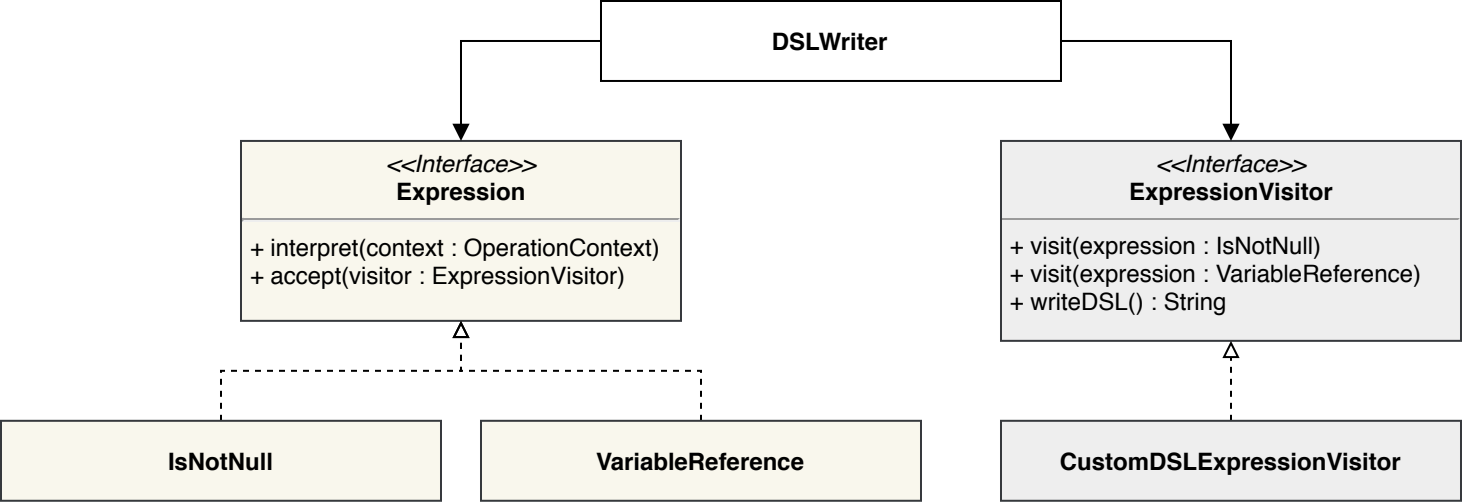 DSLWriter
<<Interface>>
Expression
+ interpret(context : OperationContext)
+ accept(visitor : ExpressionVisitor)
<<Interface>>
ExpressionVisitor
+ visit(expression : IsNotNull)
+ visit(expression : VariableReference)
+ writeDSL() : String
IsNotNull
VariableReference
CustomDSLExpressionVisitor